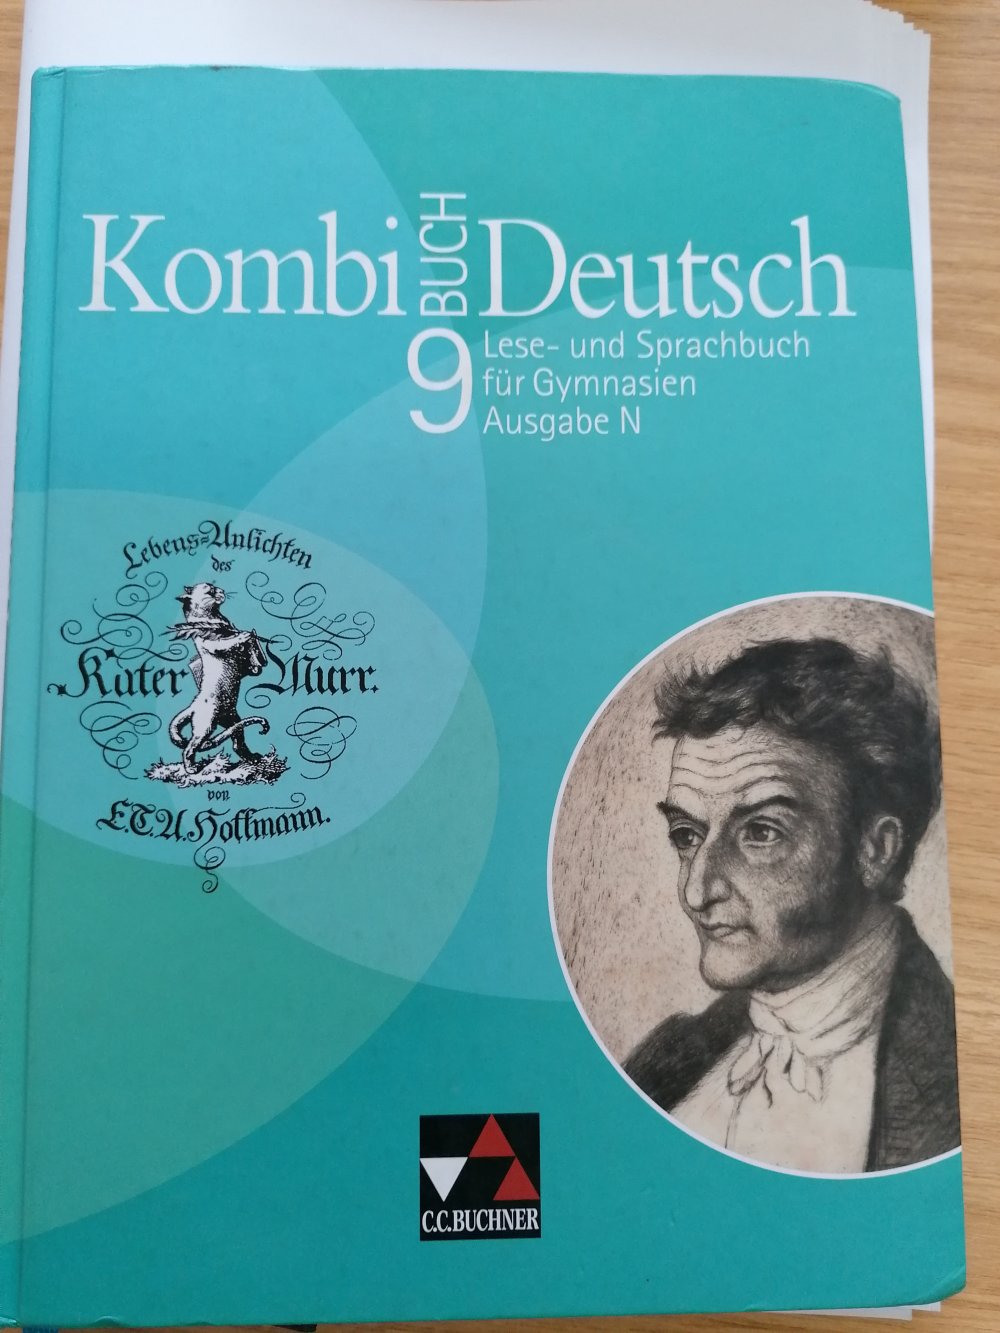 Kombi BUCH Deutsch
9 Lese- und Sprachbuch
für Gymnasien
Ausgabe N
Lebens-Ansichten
des
Kater Murr.
von
E.T.A. Hoffmann.
C.C. BUCHNER